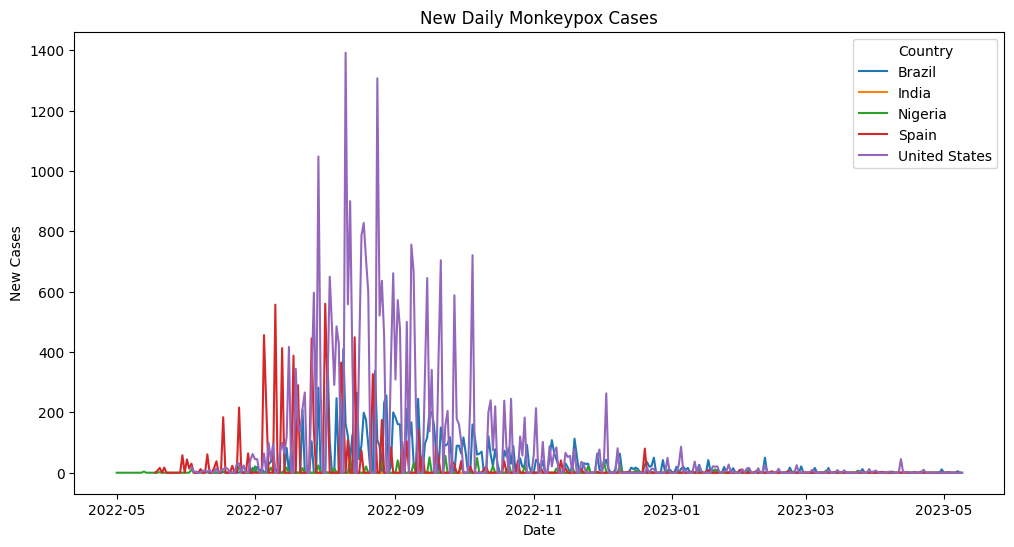 New Daily Monkeypox Cases
Country
Brazil
India
Nigeria
Spain
United States
New Cases
1400
1200
1000
800
600
400
200
0
2022-05
2022-07
2022-09
2022-11
2023-01
2023-03
2023-05
Date